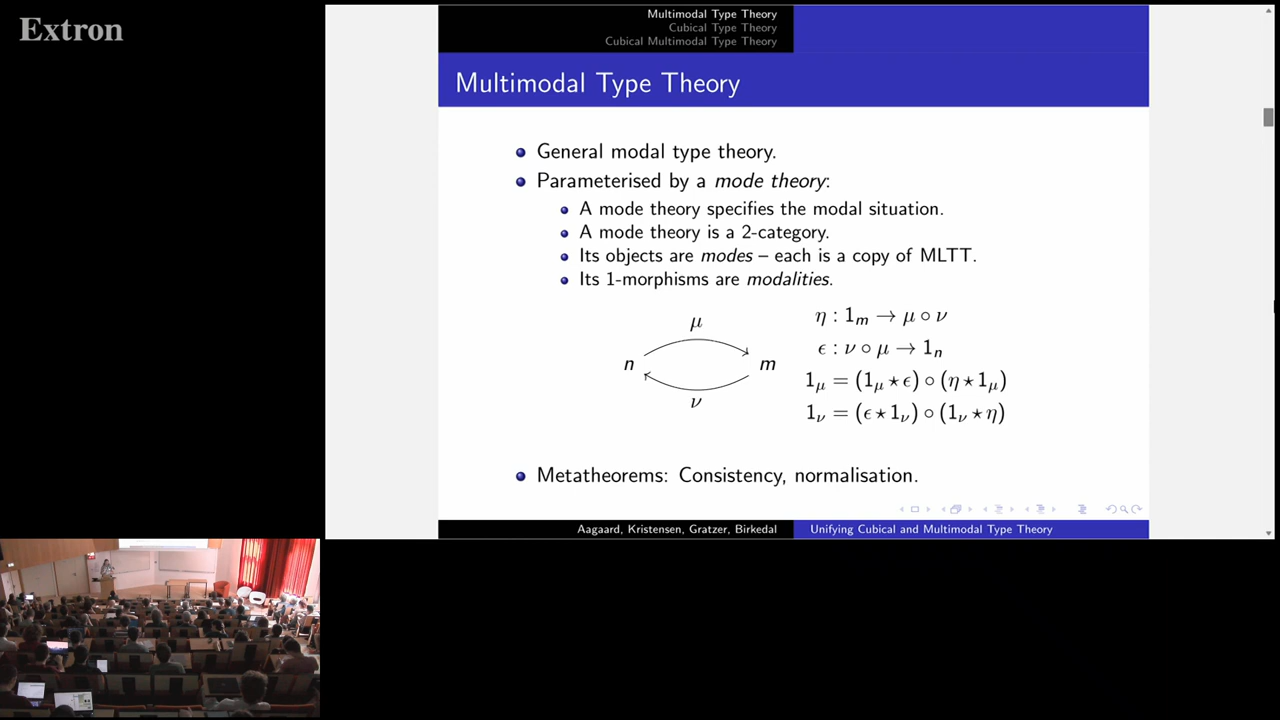 Extron
Multimodal Type Theory
Cubical Type Theory
Cubical Multimodal Type Theory
Multimodal Type Theory
General modal type theory.
Parameterised by a mode theory:
A mode theory specifies the modal situation.
A mode theory is a 2-category.
Its objects are modes – each is a copy of MLTT.
Its 1-morphisms are modalities.
μ
n m
ν
η : 1ₘ → μ ∘ ν
ϵ : ν ∘ μ → 1ₙ
1_μ = (1_μ ⋆ ϵ) ∘ (η ⋆ 1_μ)
1_ν = (ϵ ⋆ 1_ν) ∘ (1_ν ⋆ η)
Metatheorems: Consistency, normalisation.
Aagaard, Kristensen, Gratzer, Birkedal
Unifying Cubical and Multimodal Type Theory